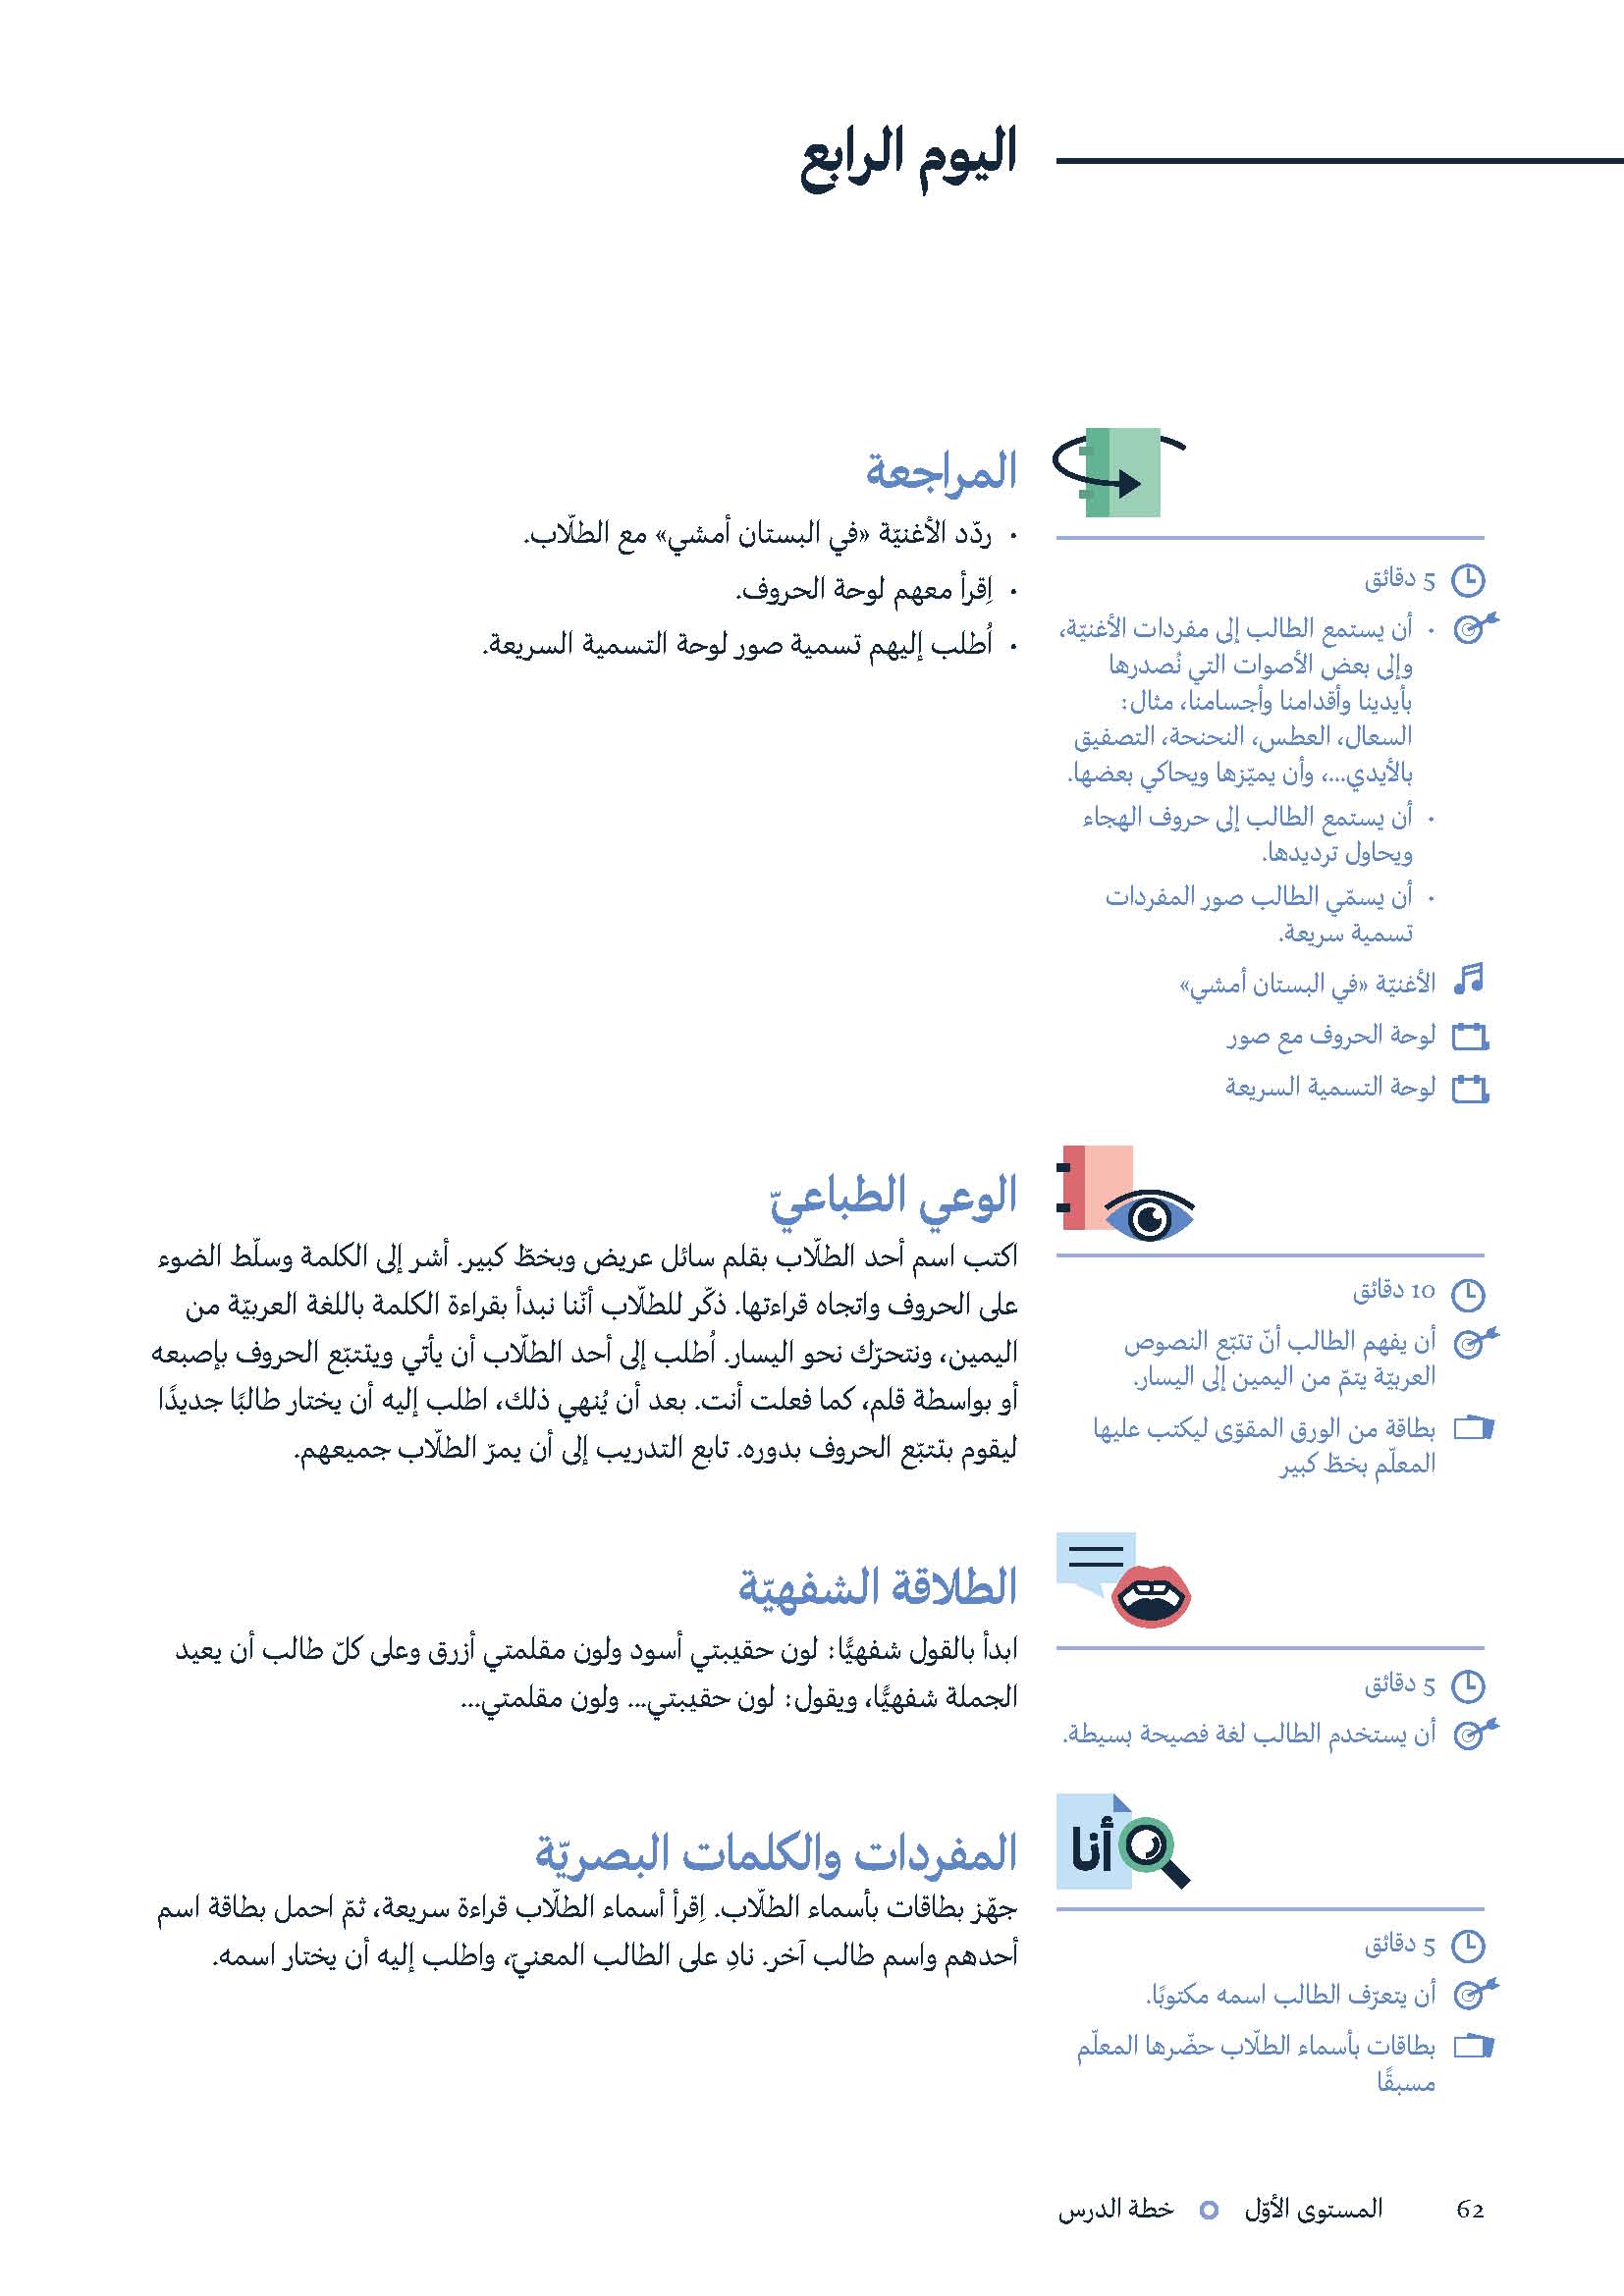 اليوم الرابع
المراجعة
• ردّد الأغنيّة «في البستان أمشي» مع الطلّاب.
• اِقرأ معهم لوحة الحروف.
• اُطلب إليهم تسمية صور لوحة التسمية السريعة.
5 دقائق
• أن يستمع الطالب إلى مفردات الأغنيّة،
وإلى بعض الأصوات التي نُصدرها
بأيدينا وأقدامنا وأجسامنا، مثال:
السعال، العطس، النحنحة، التصفيق
بالأيدي...، وأن يميّزها ويحاكي بعضها.
• أن يستمع الطالب إلى حروف الهجاء
ويحاول ترديدها.
• أن يسمّي الطالب صور المفردات
تسمية سريعة.
الأغنيّة «في البستان أمشي»
لوحة الحروف مع صور
لوحة التسمية السريعة
الوعي الطباعيّ
اكتب اسم أحد الطلّاب بقلم سائل عريض وبخطّ كبير. أشر إلى الكلمة وسلّط الضوء
على الحروف واتجاه قراءتها. ذكّر للطلّاب أنّنا نبدأ بقراءة الكلمة باللغة العربيّة من
اليمين، ونتحرّك نحو اليسار. اُطلب إلى أحد الطلّاب أن يأتي ويتتبّع الحروف بإصبعه
أو بواسطة قلم، كما فعلت أنت. بعد أن يُنهي ذلك، اطلب إليه أن يختار طالبًا جديدًا
ليقوم بتتبّع الحروف بدوره. تابع التدريب إلى أن يمرّ الطلّاب جميعهم.
10 دقائق
أن يفهم الطالب أنّ تتبّع النصوص
العربيّة يتمّ من اليمين إلى اليسار.
بطاقة من الورق المقوّى ليكتب عليها
المعلّم بخطّ كبير
الطلاقة الشفهيّة
ابدأ بالقول شفهيًّا: لون حقيبتي أسود ولون مقلمتي أزرق وعلى كلّ طالب أن يعيد
الجملة شفهيًّا، ويقول: لون حقيبتي... ولون مقلمتي...
5 دقائق
أن يستخدم الطالب لغة فصيحة بسيطة.
أنا
المفردات والكلمات البصريّة
جهّز بطاقات بأسماء الطلّاب. اِقرأ أسماء الطلّاب قراءة سريعة، ثمّ احمل بطاقة اسم
أحدهم واسم طالب آخر. نادِ على الطالب المعنيّ، واطلب إليه أن يختار اسمه.
5 دقائق
أن يتعرّف الطالب اسمه مكتوبًا.
بطاقات بأسماء الطلّاب حضّرها المعلّم
مسبقًا
62 المستوى الأوّل خطة الدرس